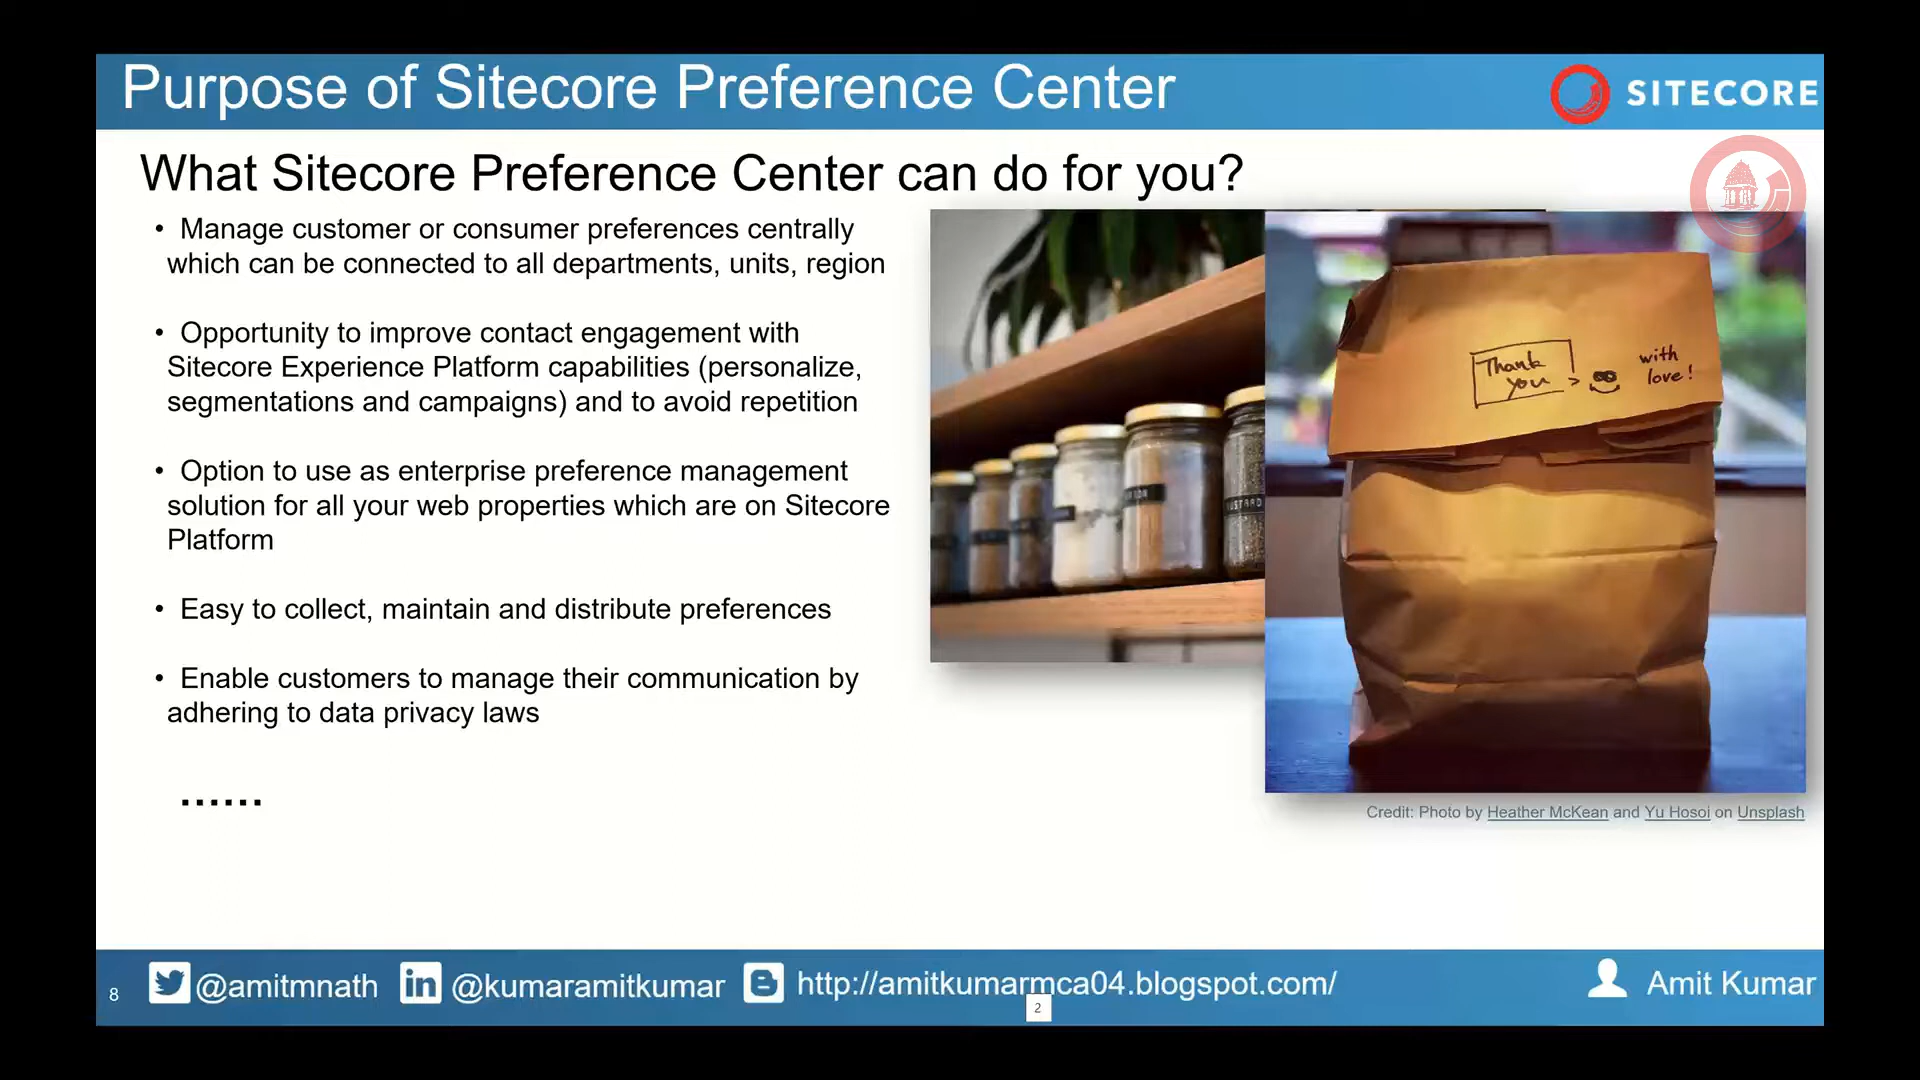 Purpose of Sitecore Preference Center
SITECORE
What Sitecore Preference Center can do for you?
• Manage customer or consumer preferences centrally
which can be connected to all departments, units, region
• Opportunity to improve contact engagement with
Sitecore Experience Platform capabilities (personalize,
segmentations and campaigns) and to avoid repetition
• Option to use as enterprise preference management
solution for all your web properties which are on Sitecore
Platform
• Easy to collect, maintain and distribute preferences
• Enable customers to manage their communication by
adhering to data privacy laws
......
Thank
you
with
love!
Credit: Photo by Heather McKean and Yu Hosoi on Unsplash
8
@amitmnath
@kumaramitkumar
http://amitkumarmca04.blogspot.com/
Amit Kumar
2